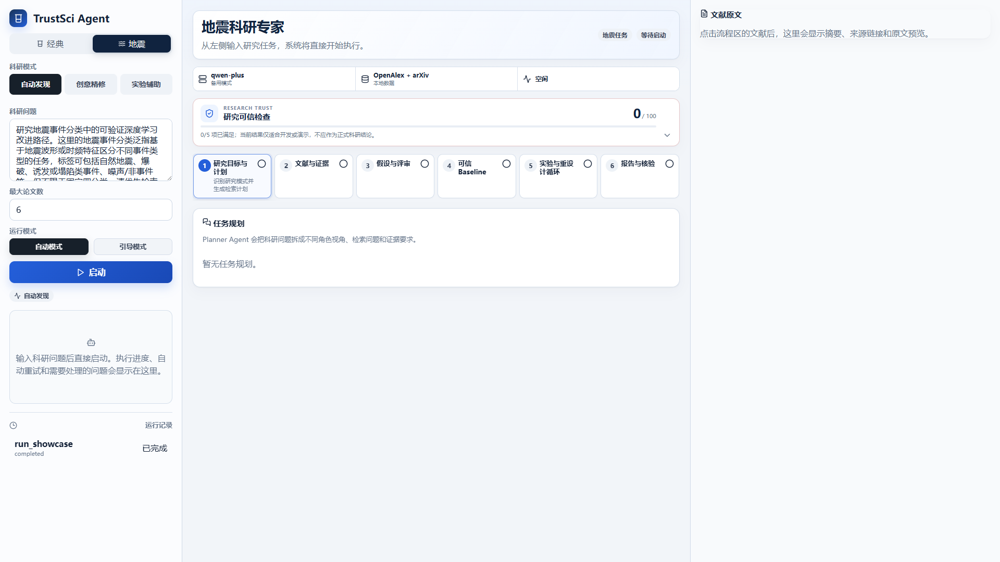 TrustSci Agent
经典
地震
科研模式
自动发现
创意精修
实验辅助
科研问题
研究地震事件分类中的可验证深度学习
改进路径。这里的地震事件分类泛指基
于地震波形或时频特征区分不同事件类
型的任务，标签可包括自然地震、爆
破、诱发或塌陷类事件、噪声/非事件
最大论文数
6
运行模式
自动模式
引导模式
启动
自动发现
输入科研问题后直接启动。执行进度、自
动重试和需要处理的问题会显示在这里。
运行记录
run_showcase
completed
已完成
地震科研专家
从左侧输入研究任务，系统将直接开始执行。
地震任务
等待启动
qwen-plus
备用模式
OpenAlex + arXiv
本地数据
空闲
RESEARCH TRUST
研究可信检查
0 / 100
0/5 项已满足；当前结果仅适合开发或演示，不应作为正式科研结论。
1 研究目标与
计划
识别研究模式并
生成检索计划
2 文献与证据
3 假设与评审
4 可信
Baseline
5 实验与重设
计循环
6 报告与核验
任务规划
Planner Agent 会把科研问题拆成不同角色视角、检索问题和证据要求。
暂无任务规划。
文献原文
点击流程区的文献后，这里会显示摘要、来源链接和原文预览。